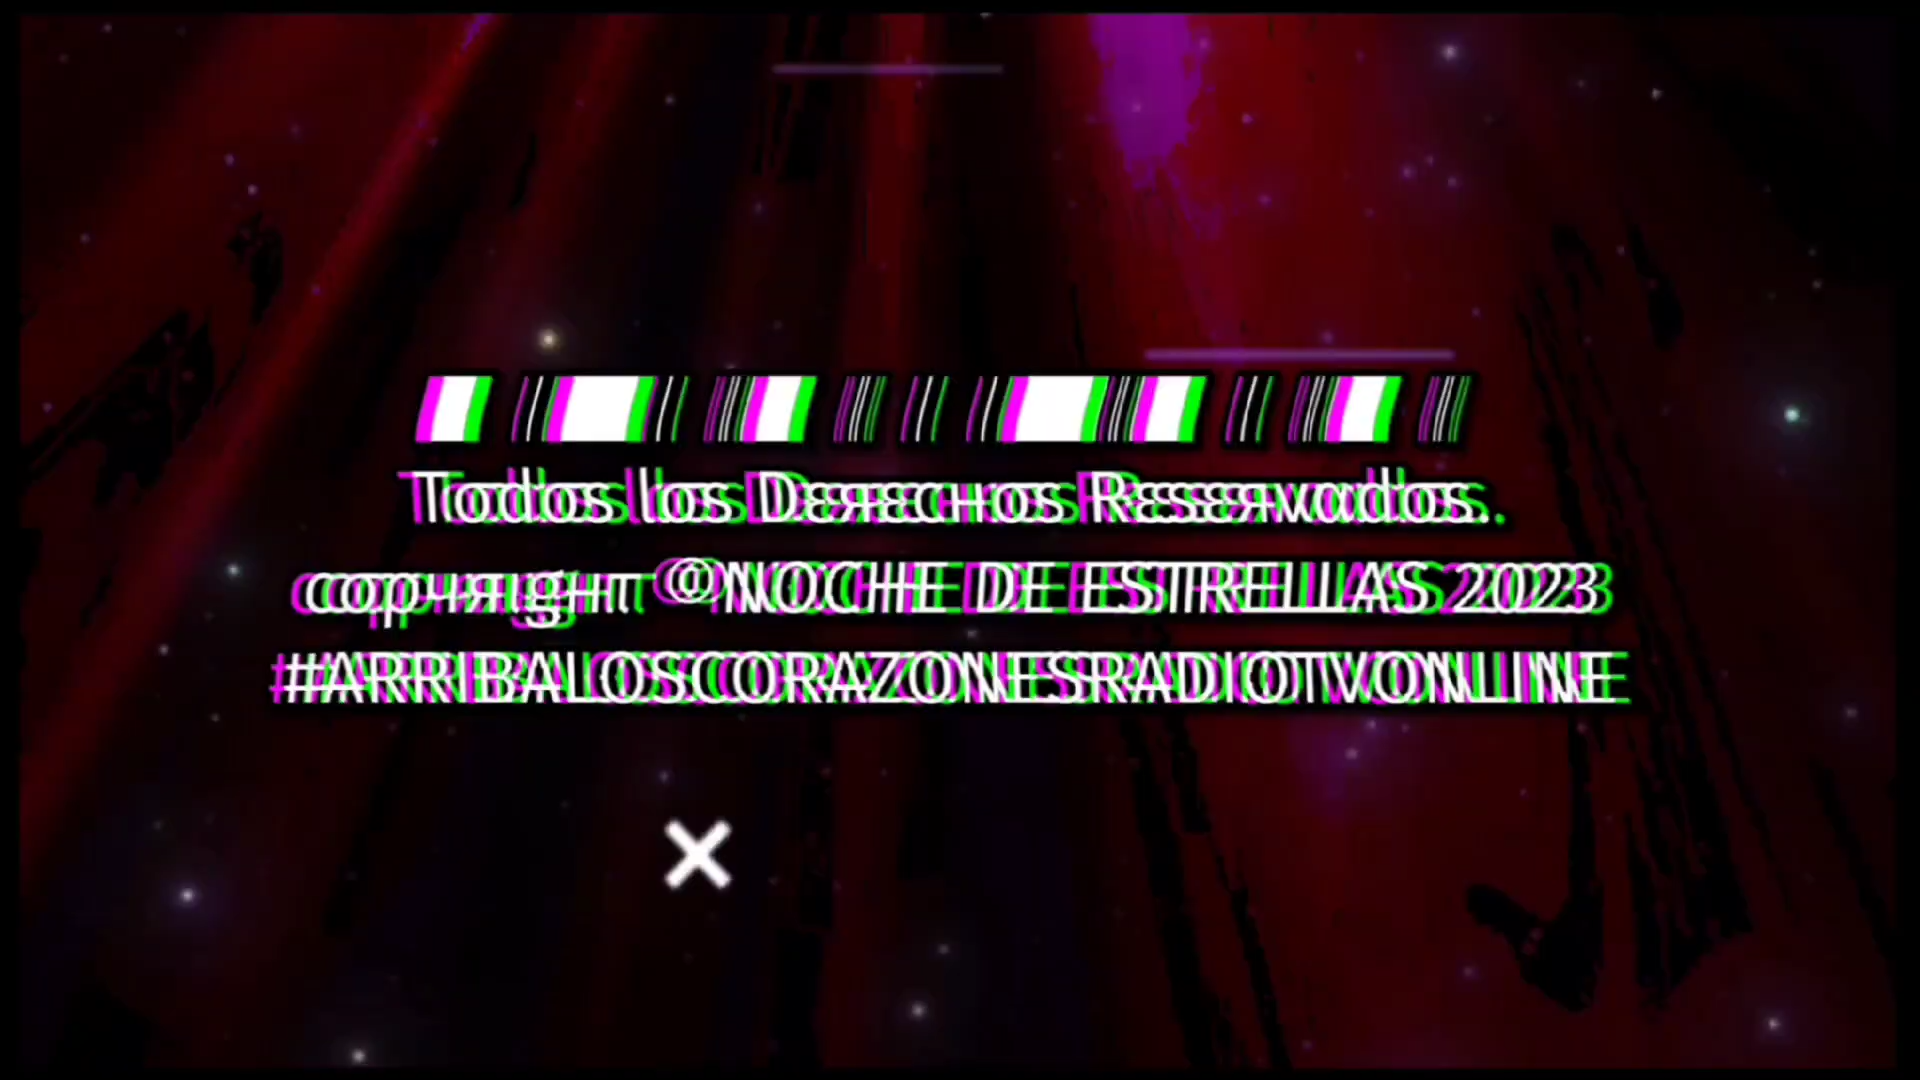 Todos los Derechos Reservados.
copyright ©NOCHE DE ESTRELLAS 2023
#ARRIBALOSCORAZONESRADIOTVONLINE